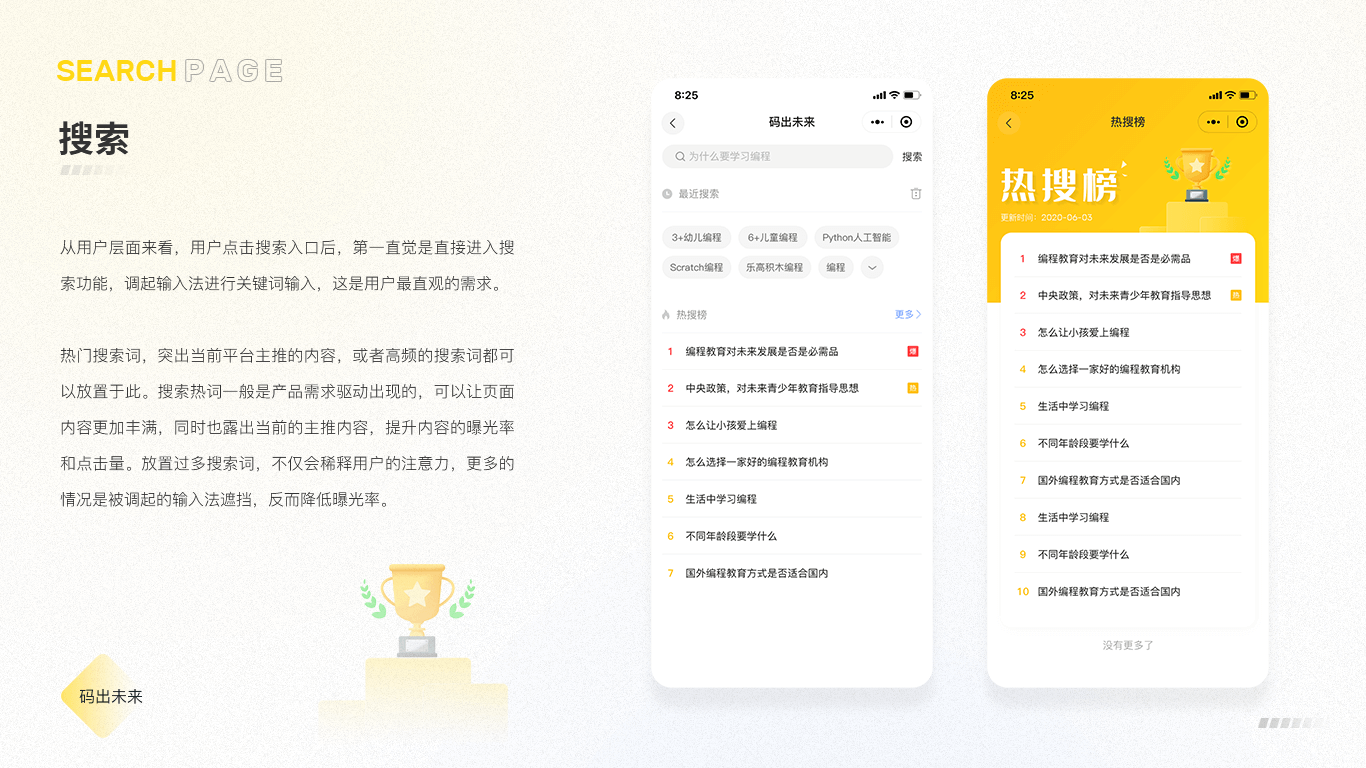 SEARCH PAGE
搜索
从用户层面来看，用户点击搜索入口后，第一直觉是直接进入搜
索功能，调起输入法进行关键词输入，这是用户最直观的需求。
热门搜索词，突出当前平台主推的内容，或者高频的搜索词都可
以放置于此。搜索热词一般是产品需求驱动出现的，可以让页面
内容更加丰满，同时也露出当前的主推内容，提升内容的曝光率
和点击量。放置过多搜索词，不仅会稀释用户的注意力，更多的
情况是被调起的输入法遮挡，反而降低曝光率。
码出未来
8:25
码出未来
为什么要学习编程 搜索
最近搜索
3+幼儿编程 6+儿童编程 Python人工智能
Scratch编程 乐高积木编程 编程
热搜榜 更多
1 编程教育对未来发展是否是必需品 爆
2 中央政策，对未来青少年教育指导思想 热
3 怎么让小孩爱上编程
4 怎么选择一家好的编程教育机构
5 生活中学习编程
6 不同年龄段要学什么
7 国外编程教育方式是否适合国内
8:25
热搜榜
热搜榜
更新时间：2020-06-03
1 编程教育对未来发展是否是必需品 爆
2 中央政策，对未来青少年教育指导思想 热
3 怎么让小孩爱上编程
4 怎么选择一家好的编程教育机构
5 生活中学习编程
6 不同年龄段要学什么
7 国外编程教育方式是否适合国内
8 生活中学习编程
9 不同年龄段要学什么
10 国外编程教育方式是否适合国内
没有更多了